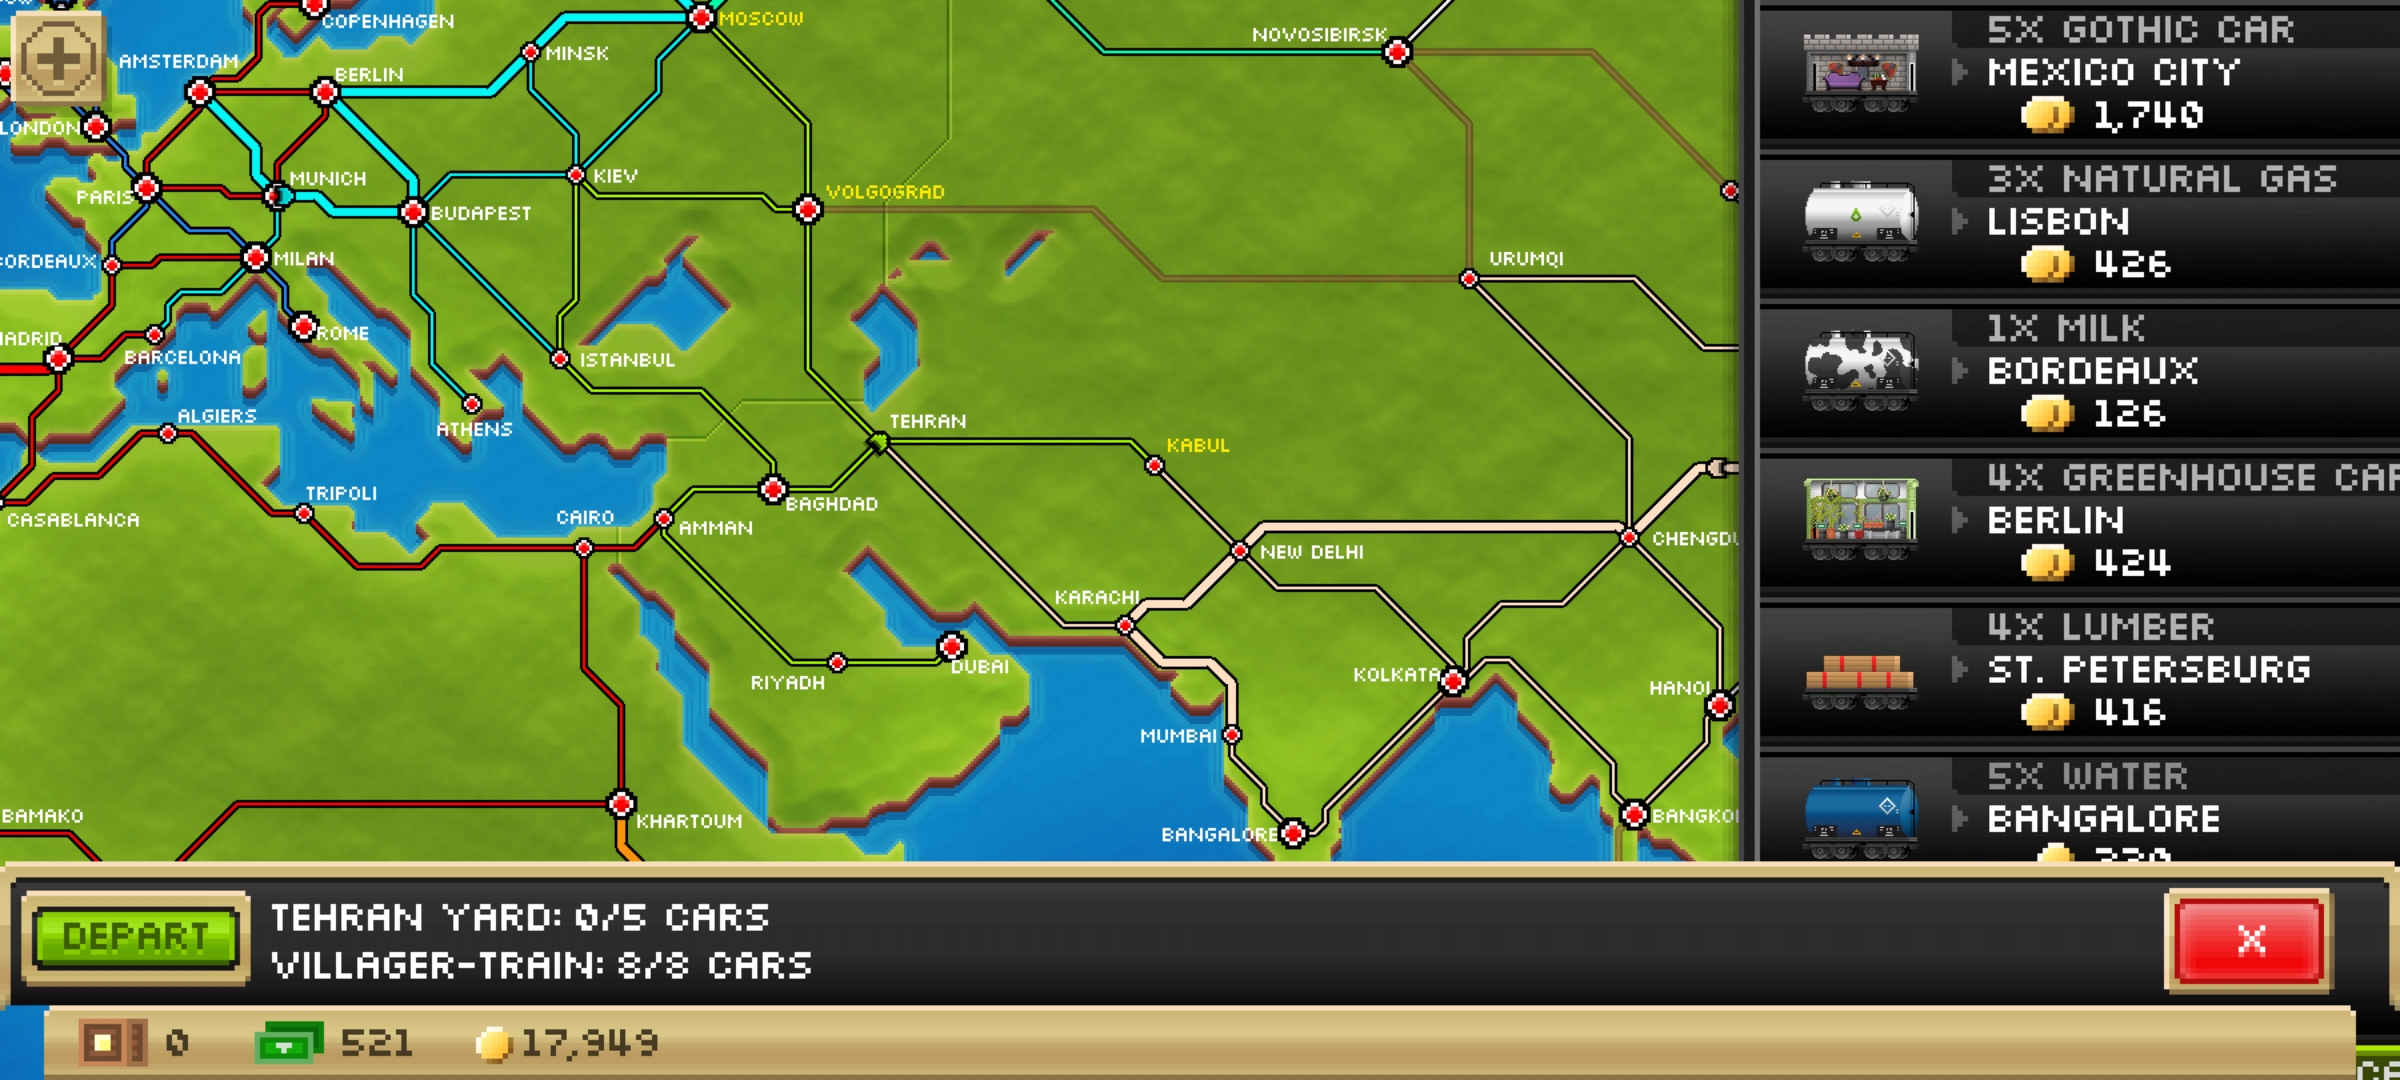 COPENHAGEN
MOSCOW
NOVOSIBIRSK
MINSK
AMSTERDAM
BERLIN
LONDON
MUNICH
KIEV
PARIS
VOLGOGRAD
BUDAPEST
MILAN
URUMQI
ROME
BARCELONA
ISTANBUL
ALGIERS
ATHENS
TEHRAN
KABUL
TRIPOLI
BAGHDAD
CASABLANCA
CAIRO
AMMAN
NEW DELHI
KARACHI
DUBAI
RIYADH
KOLKATA
HANOI
MUMBAI
BAMAKO
KHARTOUM
BANGALORE
5X GOTHIC CAR
MEXICO CITY
1,740
3X NATURAL GAS
LISBON
426
1X MILK
BORDEAUX
126
4X GREENHOUSE CAR
BERLIN
424
4X LUMBER
ST. PETERSBURG
416
5X WATER
BANGALORE
DEPART
TEHRAN YARD: 0/5 CARS
VILLAGER-TRAIN: 8/8 CARS
X
0
521
17,949